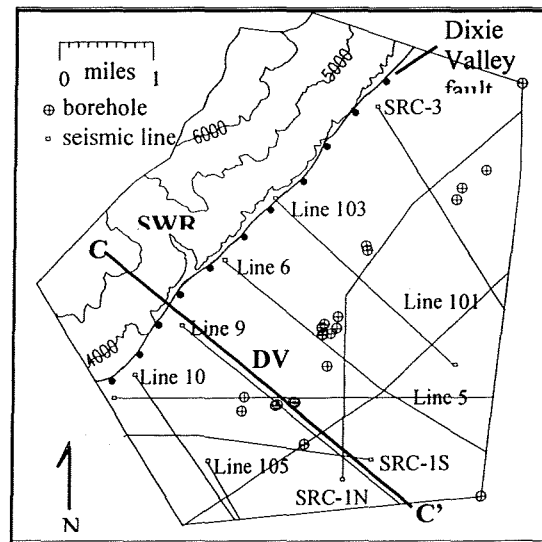 Dixie
Valley
fault
0 miles 1
borehole
seismic line
5000
6000
SRC-3
SWR
Line 103
C
Line 6
Line 101
Line 9
DV
4000
Line 10
Line 5
Line 105
SRC-1S
SRC-1N
C'
N